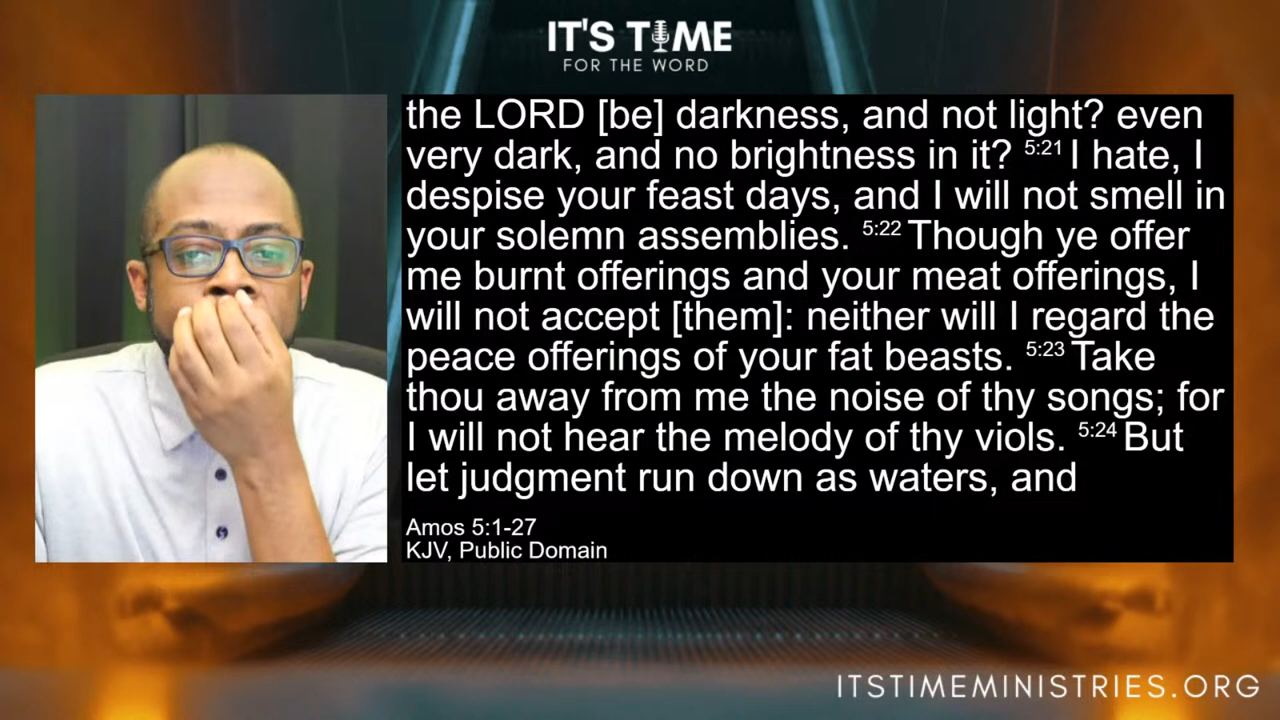 IT'S TIME
FOR THE WORD
the LORD [be] darkness, and not light? even
very dark, and no brightness in it? 5:21 I hate, I
despise your feast days, and I will not smell in
your solemn assemblies. 5:22 Though ye offer
me burnt offerings and your meat offerings, I
will not accept [them]: neither will I regard the
peace offerings of your fat beasts. 5:23 Take
thou away from me the noise of thy songs; for
I will not hear the melody of thy viols. 5:24 But
let judgment run down as waters, and
Amos 5:1-27
KJV, Public Domain
ITSTIMEMINISTRIES.ORG